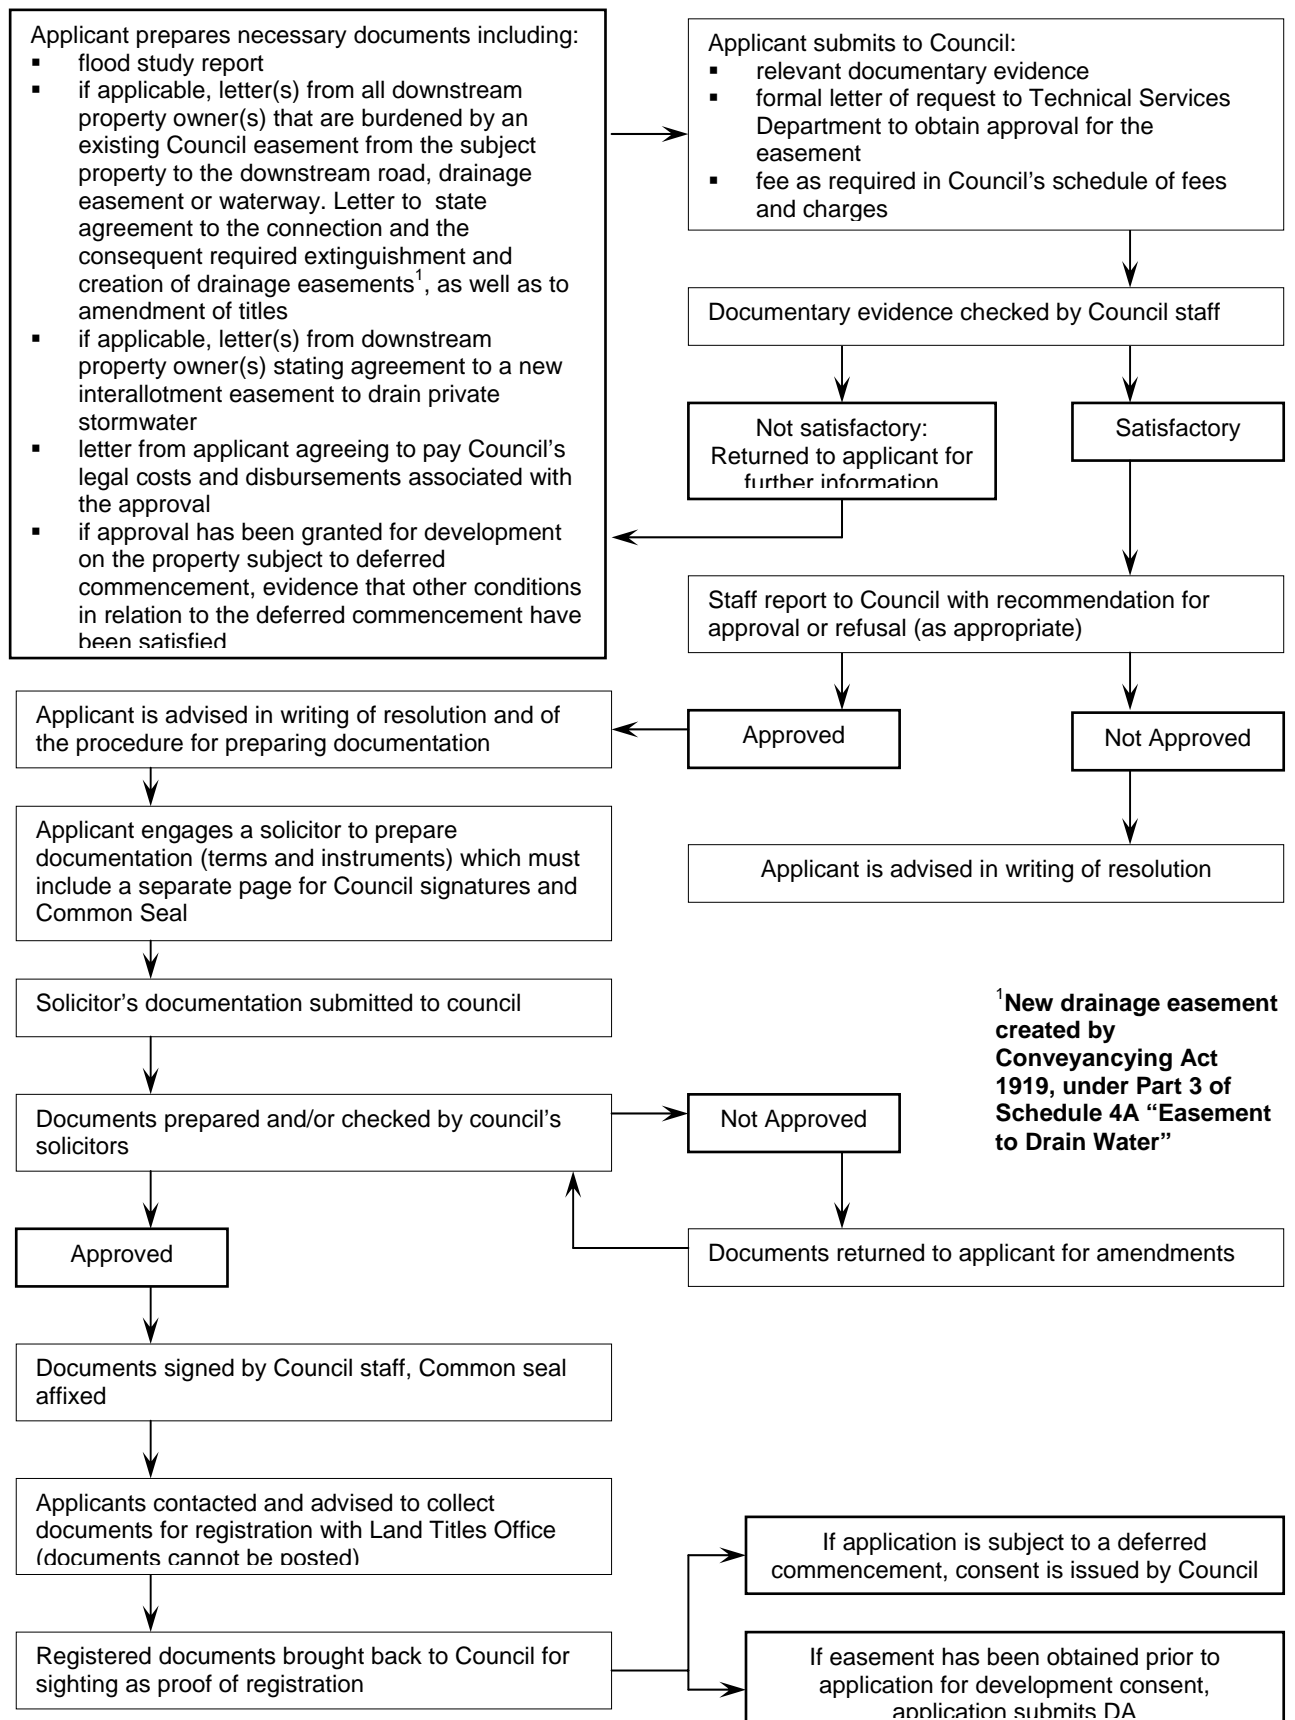 Applicant prepares necessary documents including:
▪ flood study report
▪ if applicable, letter(s) from all downstream
property owner(s) that are burdened by an
existing Council easement from the subject
property to the downstream road, drainage
easement or waterway. Letter to state
agreement to the connection and the
consequent required extinguishment and
creation of drainage easements1, as well as to
amendment of titles
▪ if applicable, letter(s) from downstream
property owner(s) stating agreement to a new
interallotment easement to drain private
stormwater
▪ letter from applicant agreeing to pay Council's
legal costs and disbursements associated with
the approval
▪ if approval has been granted for development
on the property subject to deferred
commencement, evidence that other conditions
in relation to the deferred commencement have
been satisfied
Applicant submits to Council:
▪ relevant documentary evidence
▪ formal letter of request to Technical Services
Department to obtain approval for the
easement
▪ fee as required in Council's schedule of fees
and charges
Documentary evidence checked by Council staff
Not satisfactory:
Returned to applicant for
further information
Satisfactory
Staff report to Council with recommendation for
approval or refusal (as appropriate)
Approved
Not Approved
Applicant is advised in writing of resolution
Applicant is advised in writing of resolution and of
the procedure for preparing documentation
Applicant engages a solicitor to prepare
documentation (terms and instruments) which must
include a separate page for Council signatures and
Common Seal
Solicitor's documentation submitted to council
Documents prepared and/or checked by council's
solicitors
Not Approved
Documents returned to applicant for amendments
1New drainage easement
created by
Conveyancying Act
1919, under Part 3 of
Schedule 4A “Easement
to Drain Water”
Approved
Documents signed by Council staff, Common seal
affixed
Applicants contacted and advised to collect
documents for registration with Land Titles Office
(documents cannot be posted)
Registered documents brought back to Council for
sighting as proof of registration
If application is subject to a deferred
commencement, consent is issued by Council
If easement has been obtained prior to
application for development consent,
application submits DA